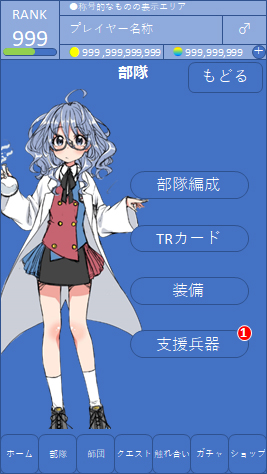 RANK
●称号的なものの表示エリア
999
プレイヤー名称
♂
999,999,999,999
999,999,999
+
部隊
もどる
部隊編成
TRカード
装備
支援兵器
1
ホーム
部隊
師団
クエスト
触れ合い
ガチャ
ショップ